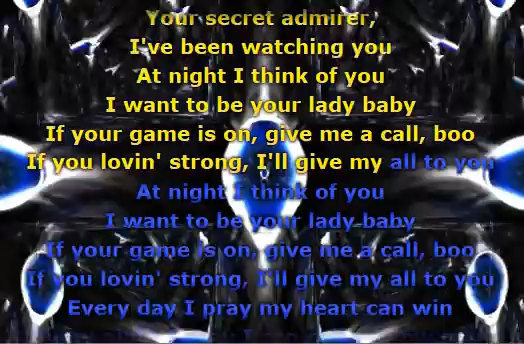 Your secret admirer,
I've been watching you
At night I think of you
I want to be your lady baby
If your game is on, give me a call, boo
If you lovin' strong, I'll give my all to you
At night I think of you
I want to be your lady baby
If your game is on, give me a call, boo
If you lovin' strong, I'll give my all to you
Every day I pray my heart can win